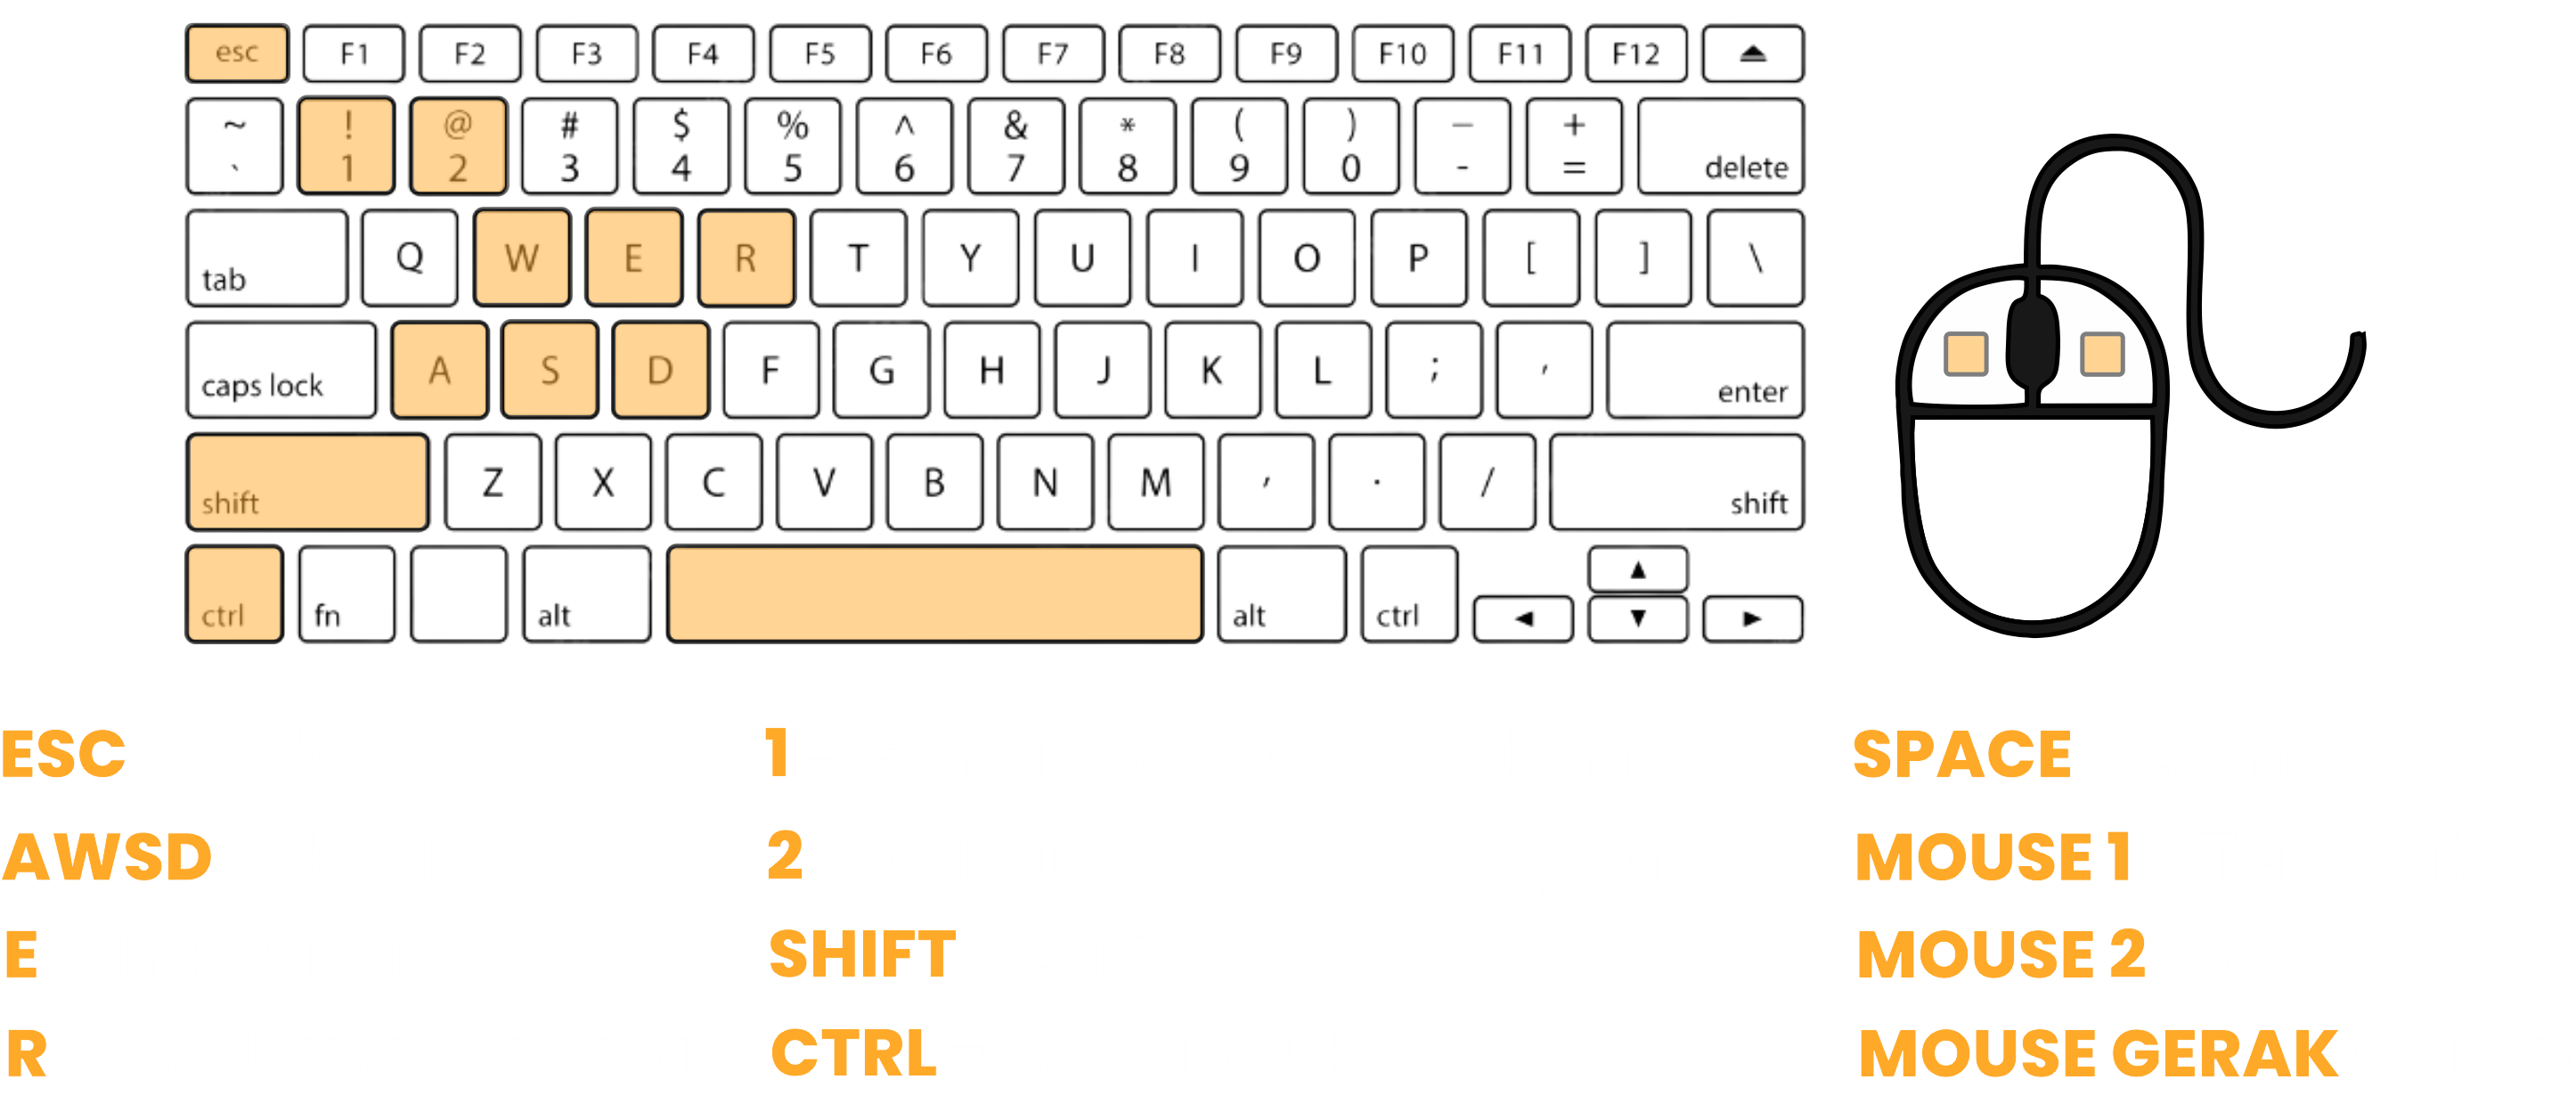 esc F1 F2 F3 F4 F5 F6 F7 F8 F9 F10 F11 F12
~ ! @ # $ % ^ & * ( ) — +
` 1 2 3 4 5 6 7 8 9 0 - = delete
tab Q W E R T Y U I O P [ ] \
caps lock A S D F G H J K L ; ' enter
shift Z X C V B N M , . / shift
ctrl fn alt alt ctrl
ESC 1 SPACE
AWSD 2 MOUSE 1
E SHIFT MOUSE 2
R CTRL MOUSE GERAK